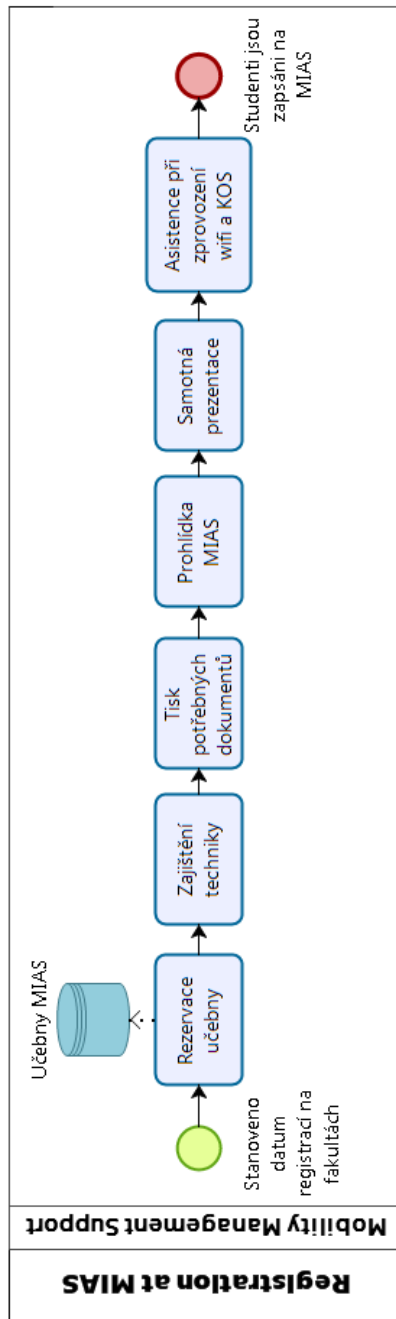 Registration at MIAS
Mobility Management Support
Stanoveno
datum
registrací na
fakultách
Učebny MIAS
Rezervace
učebny
Zajištění
techniky
Tisk
potřebných
dokumentů
Prohlídka
MIAS
Samotná
prezentace
Asistence při
zprovození
wifi a KOS
Studenti jsou
zapsáni na
MIAS